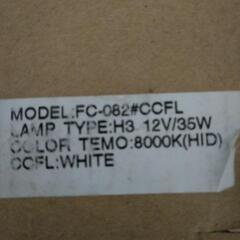 MODEL:FC-082#CCFL
LAMP TYPE:H3 12V/35W
COLOR TEMO:8000K(HID)
CCFL:WHITE